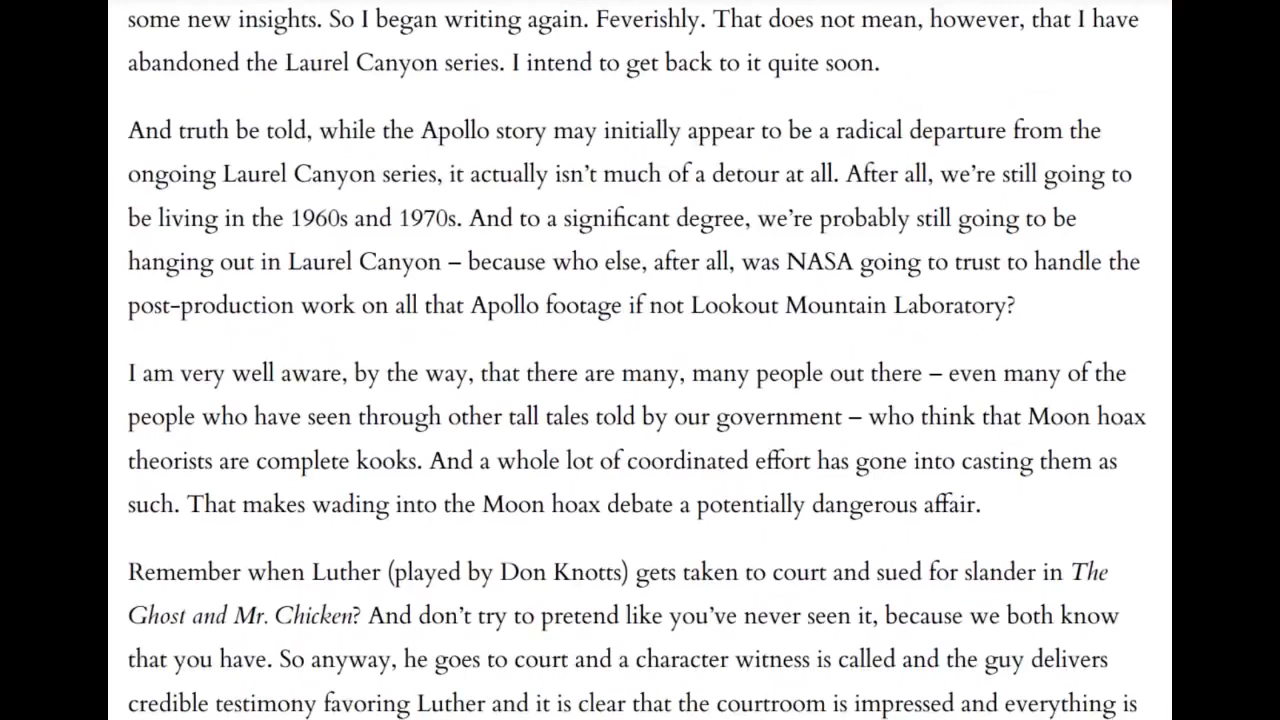 some new insights. So I began writing again. Feverishly. That does not mean, however, that I have
abandoned the Laurel Canyon series. I intend to get back to it quite soon.
And truth be told, while the Apollo story may initially appear to be a radical departure from the
ongoing Laurel Canyon series, it actually isn’t much of a detour at all. After all, we’re still going to
be living in the 1960s and 1970s. And to a significant degree, we’re probably still going to be
hanging out in Laurel Canyon – because who else, after all, was NASA going to trust to handle the
post-production work on all that Apollo footage if not Lookout Mountain Laboratory?
I am very well aware, by the way, that there are many, many people out there – even many of the
people who have seen through other tall tales told by our government – who think that Moon hoax
theorists are complete kooks. And a whole lot of coordinated effort has gone into casting them as
such. That makes wading into the Moon hoax debate a potentially dangerous affair.
Remember when Luther (played by Don Knotts) gets taken to court and sued for slander in The
Ghost and Mr. Chicken? And don’t try to pretend like you’ve never seen it, because we both know
that you have. So anyway, he goes to court and a character witness is called and the guy delivers
credible testimony favoring Luther and it is clear that the courtroom is impressed and everything is